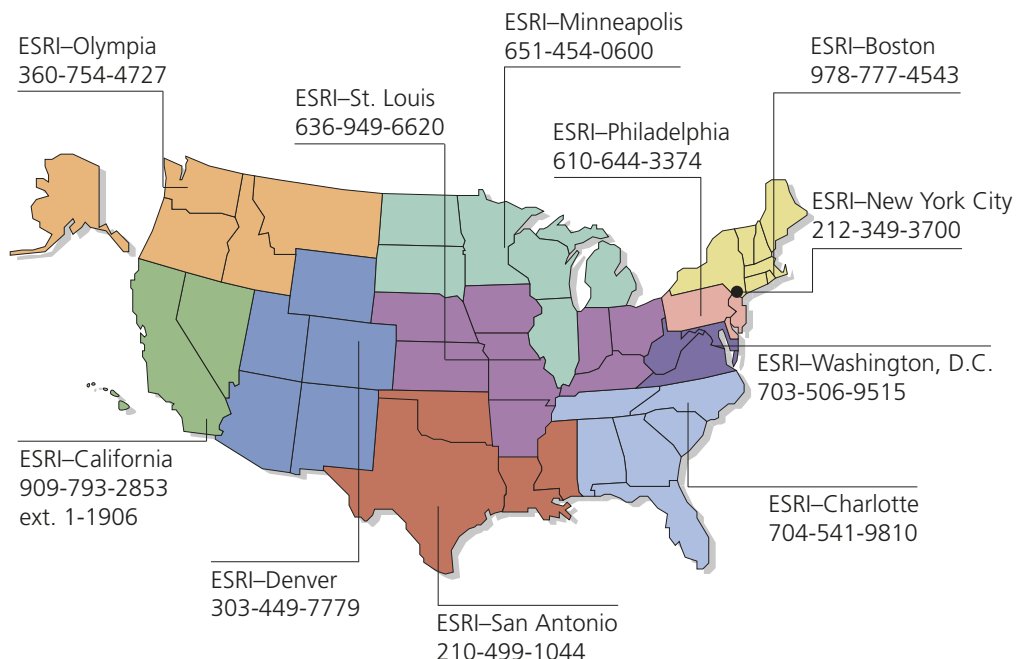 ESRI–Olympia
360-754-4727
ESRI–Minneapolis
651-454-0600
ESRI–Boston
978-777-4543
ESRI–St. Louis
636-949-6620
ESRI–Philadelphia
610-644-3374
ESRI–New York City
212-349-3700
ESRI–Washington, D.C.
703-506-9515
ESRI–California
909-793-2853
ext. 1-1906
ESRI–Charlotte
704-541-9810
ESRI–Denver
303-449-7779
ESRI–San Antonio
210-499-1044